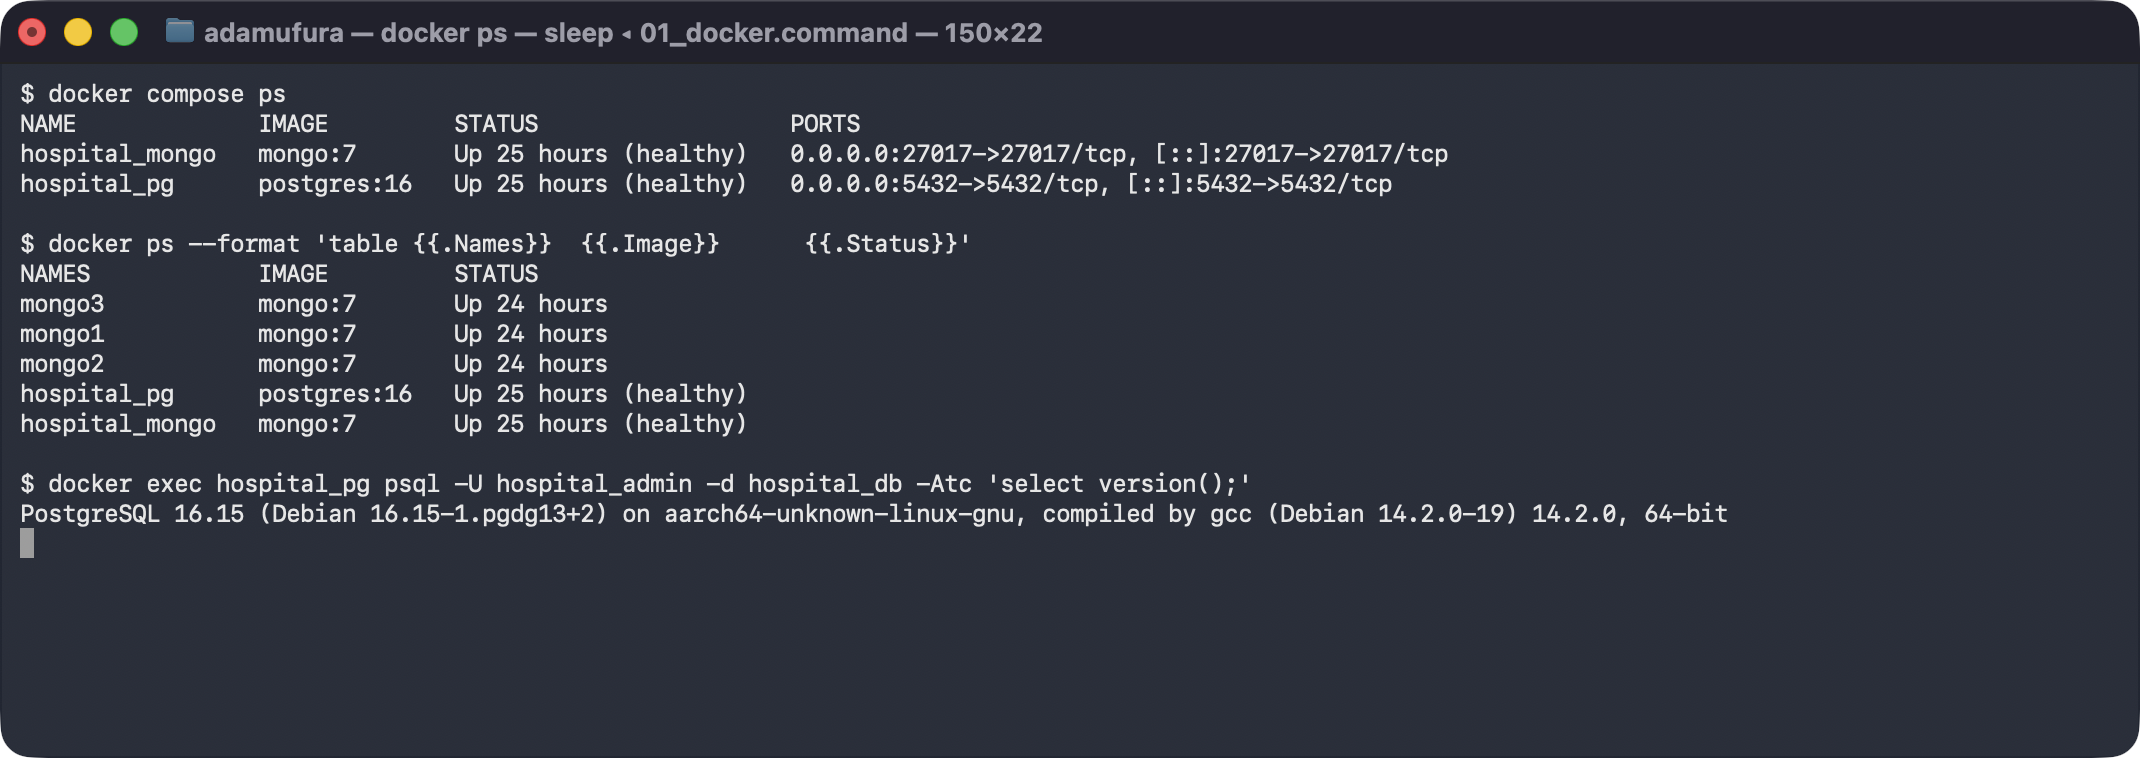 adamufura — docker ps — sleep ◂ 01_docker.command — 150×22
$ docker compose ps
NAME             IMAGE         STATUS                  PORTS
hospital_mongo   mongo:7       Up 25 hours (healthy)   0.0.0.0:27017->27017/tcp, [::]:27017->27017/tcp
hospital_pg      postgres:16   Up 25 hours (healthy)   0.0.0.0:5432->5432/tcp, [::]:5432->5432/tcp
$ docker ps --format 'table {{.Names}}  {{.Image}}      {{.Status}}'
NAMES            IMAGE         STATUS
mongo3           mongo:7       Up 24 hours
mongo1           mongo:7       Up 24 hours
mongo2           mongo:7       Up 24 hours
hospital_pg      postgres:16   Up 25 hours (healthy)
hospital_mongo   mongo:7       Up 25 hours (healthy)
$ docker exec hospital_pg psql -U hospital_admin -d hospital_db -Atc 'select version();'
PostgreSQL 16.15 (Debian 16.15-1.pgdg13+2) on aarch64-unknown-linux-gnu, compiled by gcc (Debian 14.2.0-19) 14.2.0, 64-bit